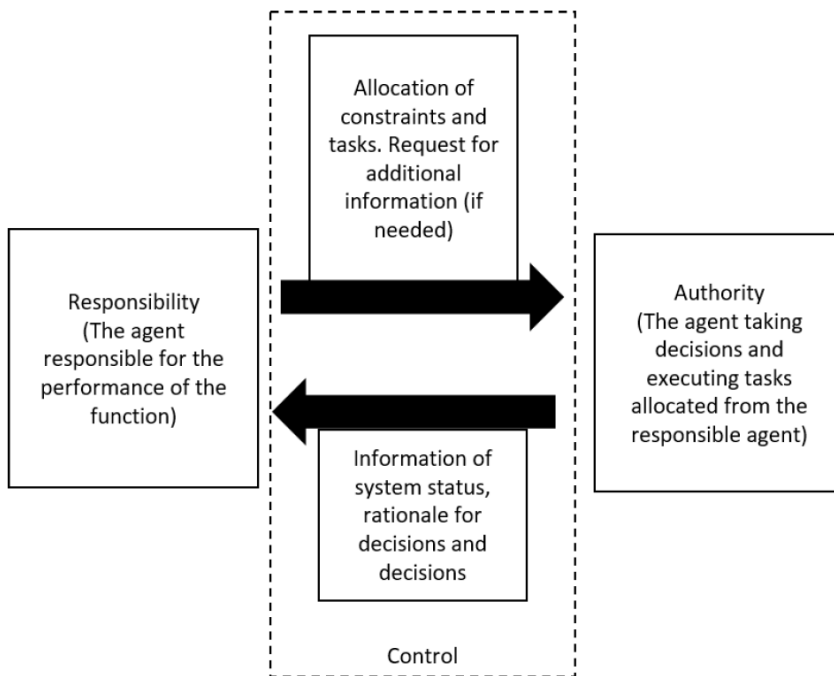 Allocation of
constraints and
tasks. Request for
additional
information (if
needed)
Responsibility
(The agent
responsible for the
performance of the
function)
Authority
(The agent taking
decisions and
executing tasks
allocated from the
responsible agent)
Information of
system status,
rationale for
decisions and
decisions
Control